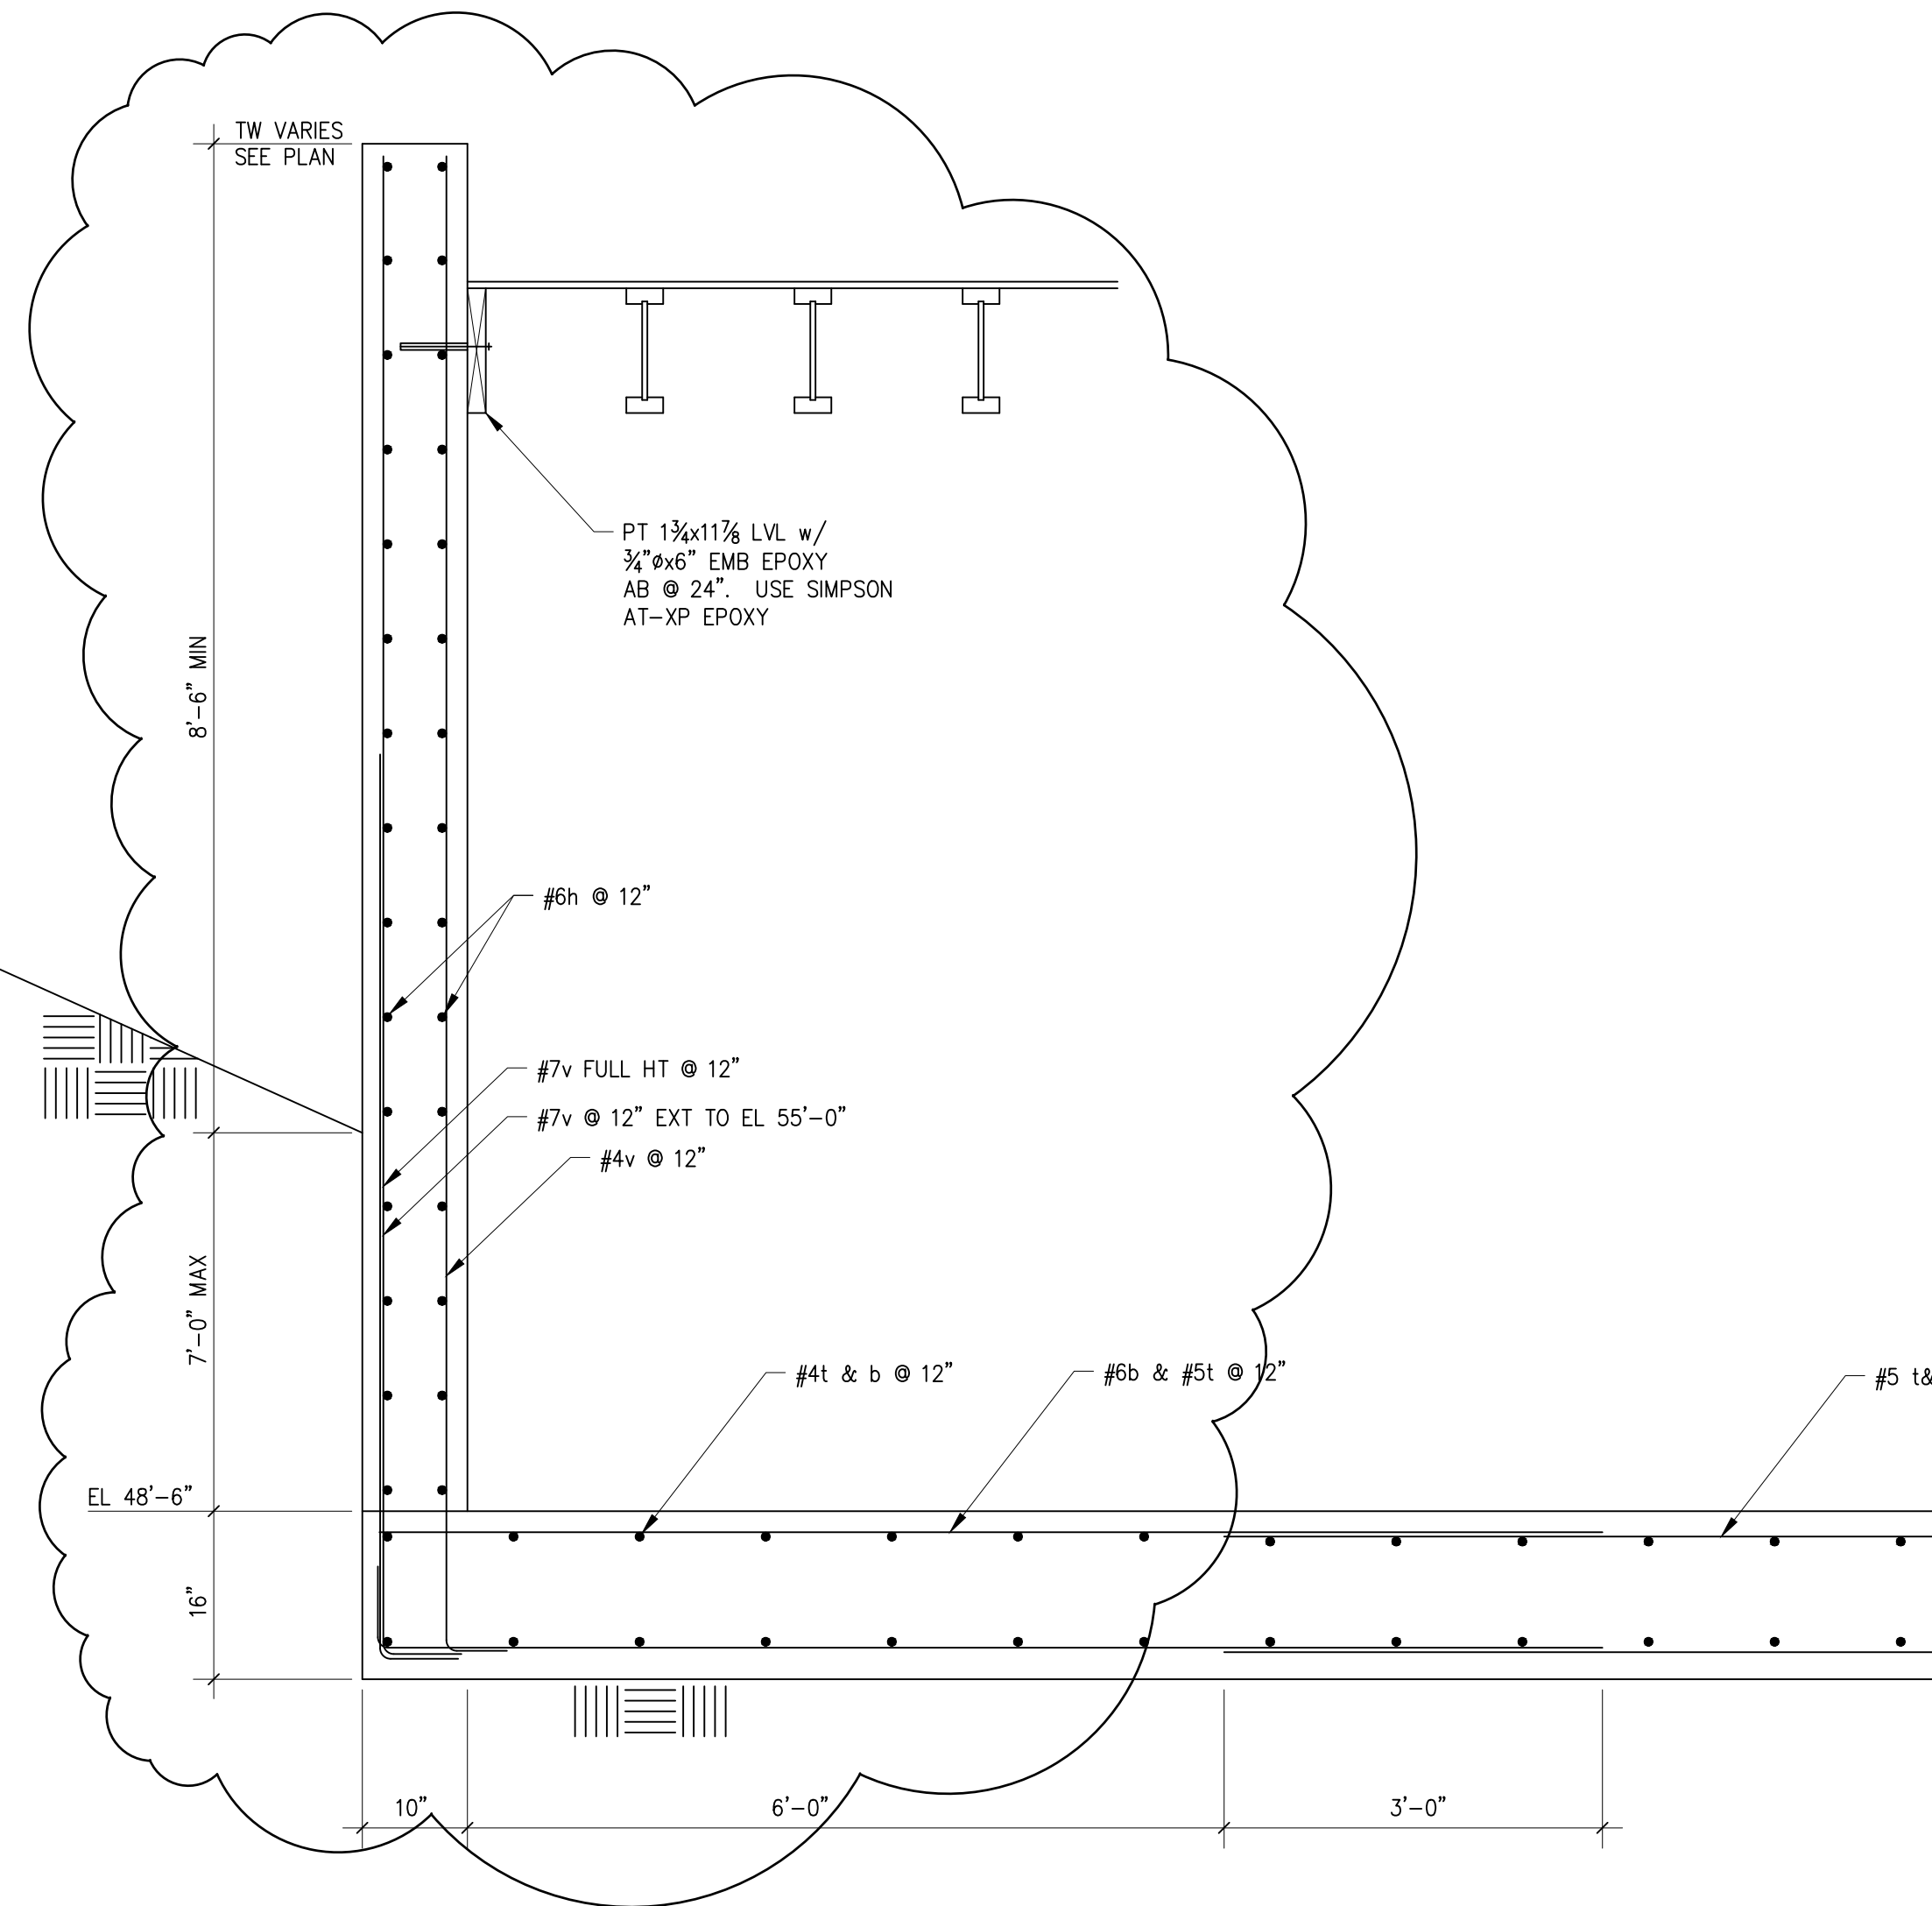 TW VARIES
SEE PLAN
PT 1¾x11⅞ LVL w/
¾"øx6" EMB EPOXY
AB @ 24".  USE SIMPSON
AT-XP EPOXY
8'-6" MIN
#6h @ 12"
#7v FULL HT @ 12"
#7v @ 12" EXT TO EL 55'-0"
#4v @ 12"
7'-0" MAX
#4t & b @ 12"
#6b & #5t @ 12"
#5 t&
EL 48'-6"
16"
10"
6'-0"
3'-0"